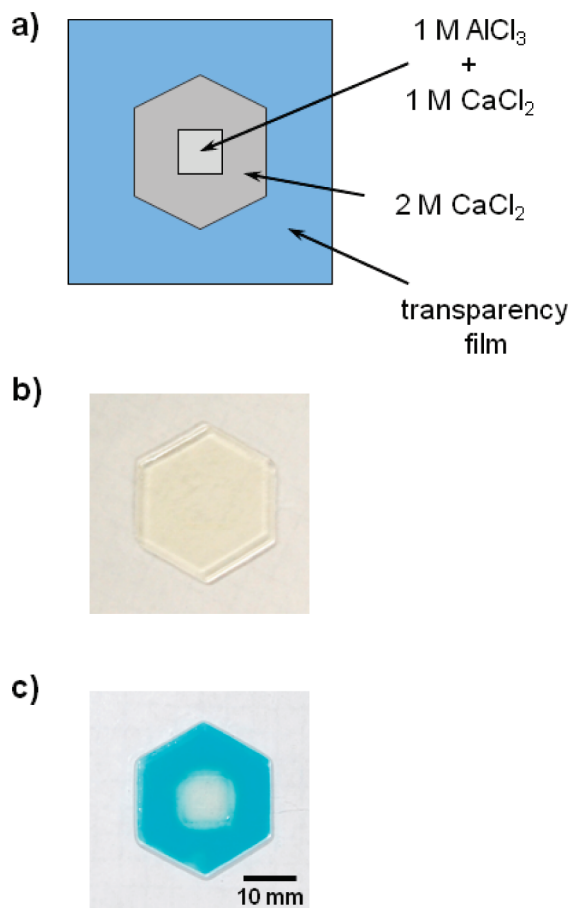 a)
1 M AlCl₃
+
1 M CaCl₂
2 M CaCl₂
transparency
film
b)
c)
10 mm